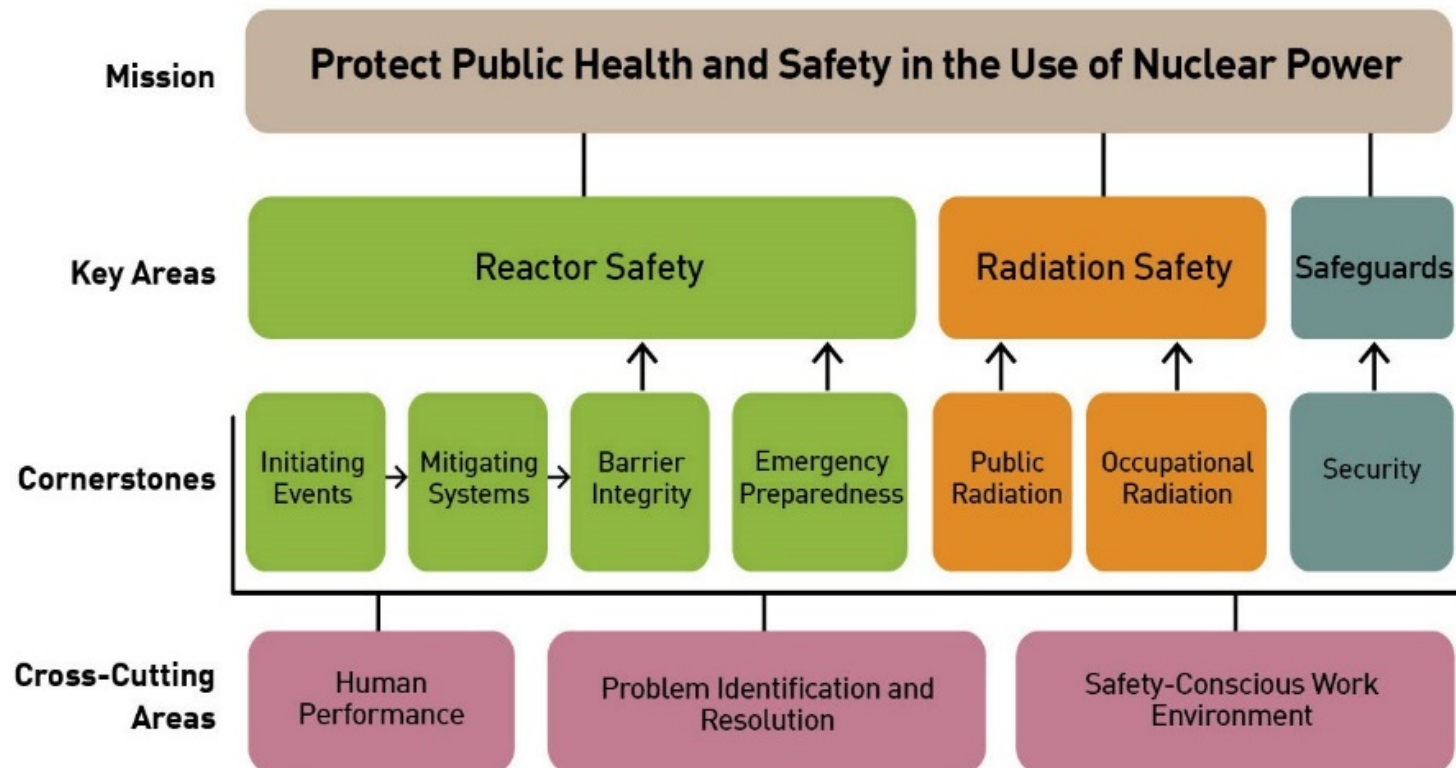 Mission
Protect Public Health and Safety in the Use of Nuclear Power
Key Areas
Reactor Safety
Radiation Safety
Safeguards
Cornerstones
Initiating
Events
Mitigating
Systems
Barrier
Integrity
Emergency
Preparedness
Public
Radiation
Occupational
Radiation
Security
Cross-Cutting
Areas
Human
Performance
Problem Identification and
Resolution
Safety-Conscious Work
Environment